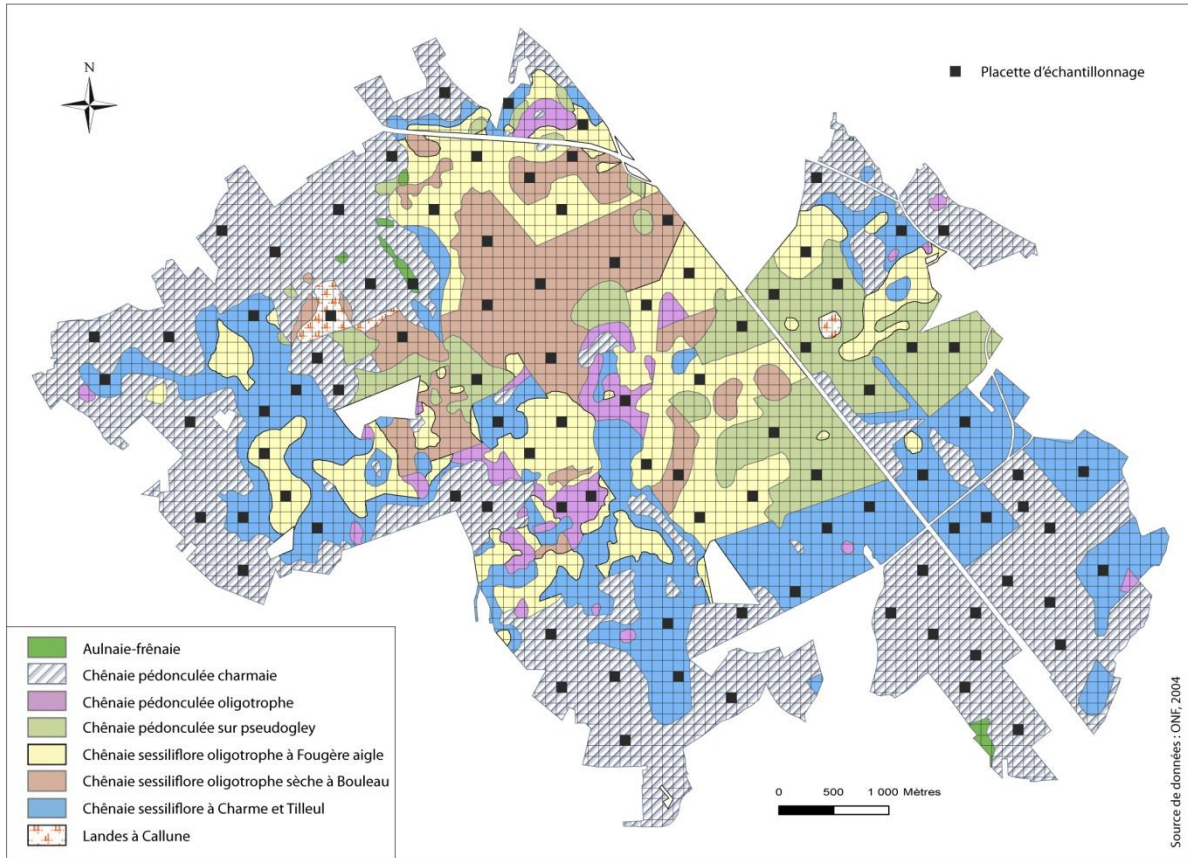 N
Placette d'échantillonnage
Aulnaie-frênaie
Chênaie pédonculée charmaie
Chênaie pédonculée oligotrophe
Chênaie pédonculée sur pseudogley
Chênaie sessiliflore oligotrophe à Fougère aigle
Chênaie sessiliflore oligotrophe sèche à Bouleau
Chênaie sessiliflore à Charme et Tilleul
Landes à Callune
0 500 1 000 Mètres
Source de données : ONF, 2004